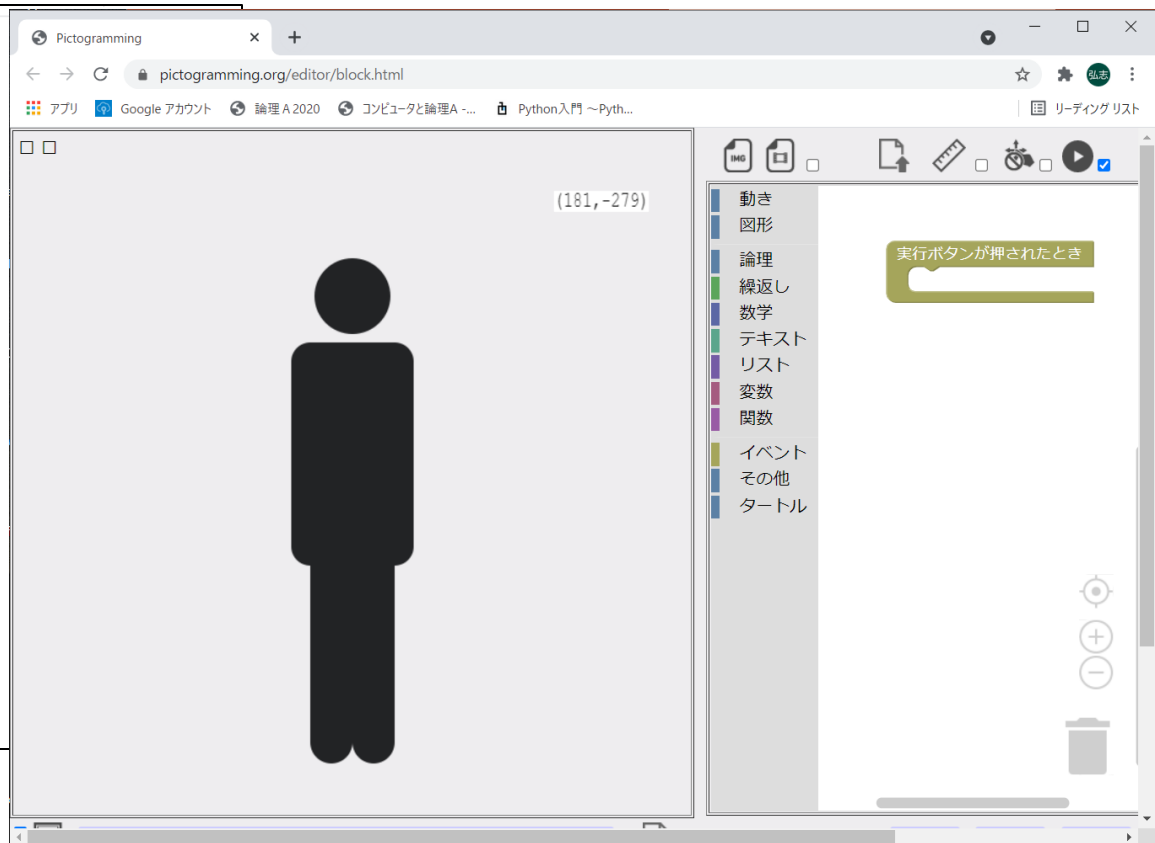 Pictogramming
pictogramming.org/editor/block.html
弘志
アプリ
Google アカウント
論理 A 2020
コンピュータと論理A -...
Python入門 ～Pyth...
リーディング リスト
(181,-279)
IMG
動き
図形
論理
繰返し
数学
テキスト
リスト
変数
関数
イベント
その他
タートル
実行ボタンが押されたとき